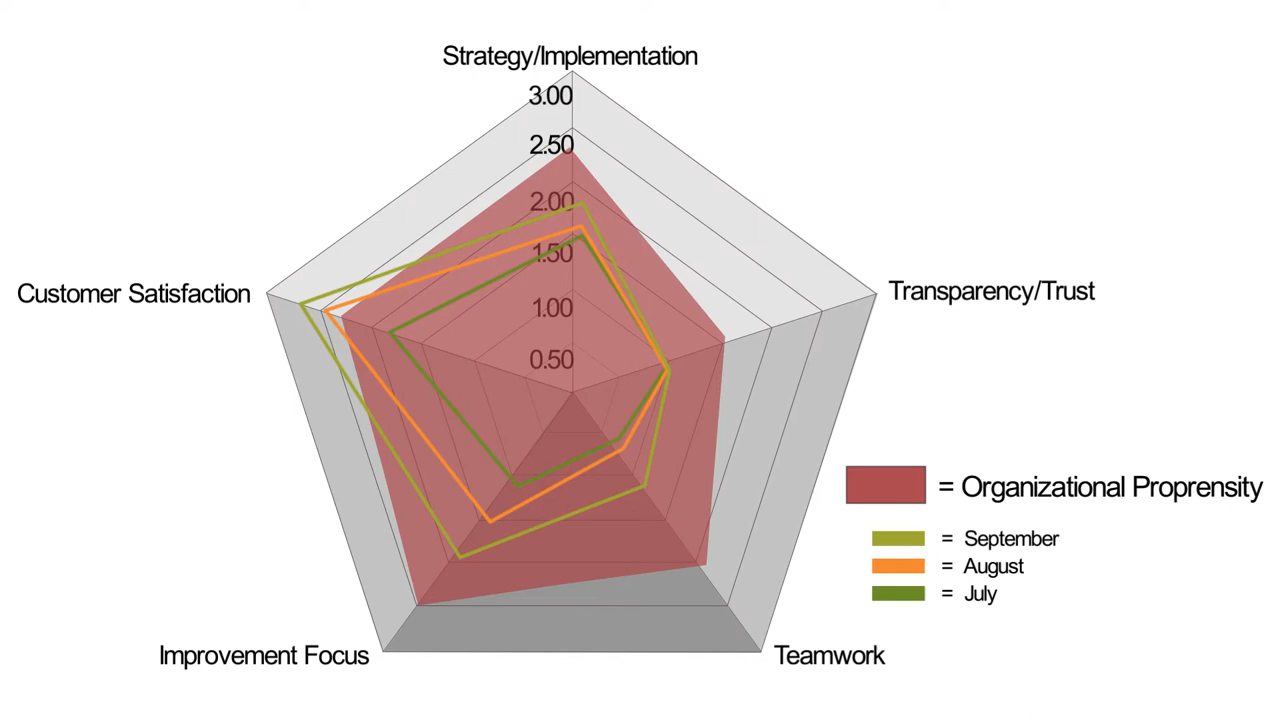 Strategy/Implementation
3.00
2.50
2.00
1.50
1.00
0.50
Customer Satisfaction
Transparency/Trust
Improvement Focus
Teamwork
= Organizational Proprensity
= September
= August
= July